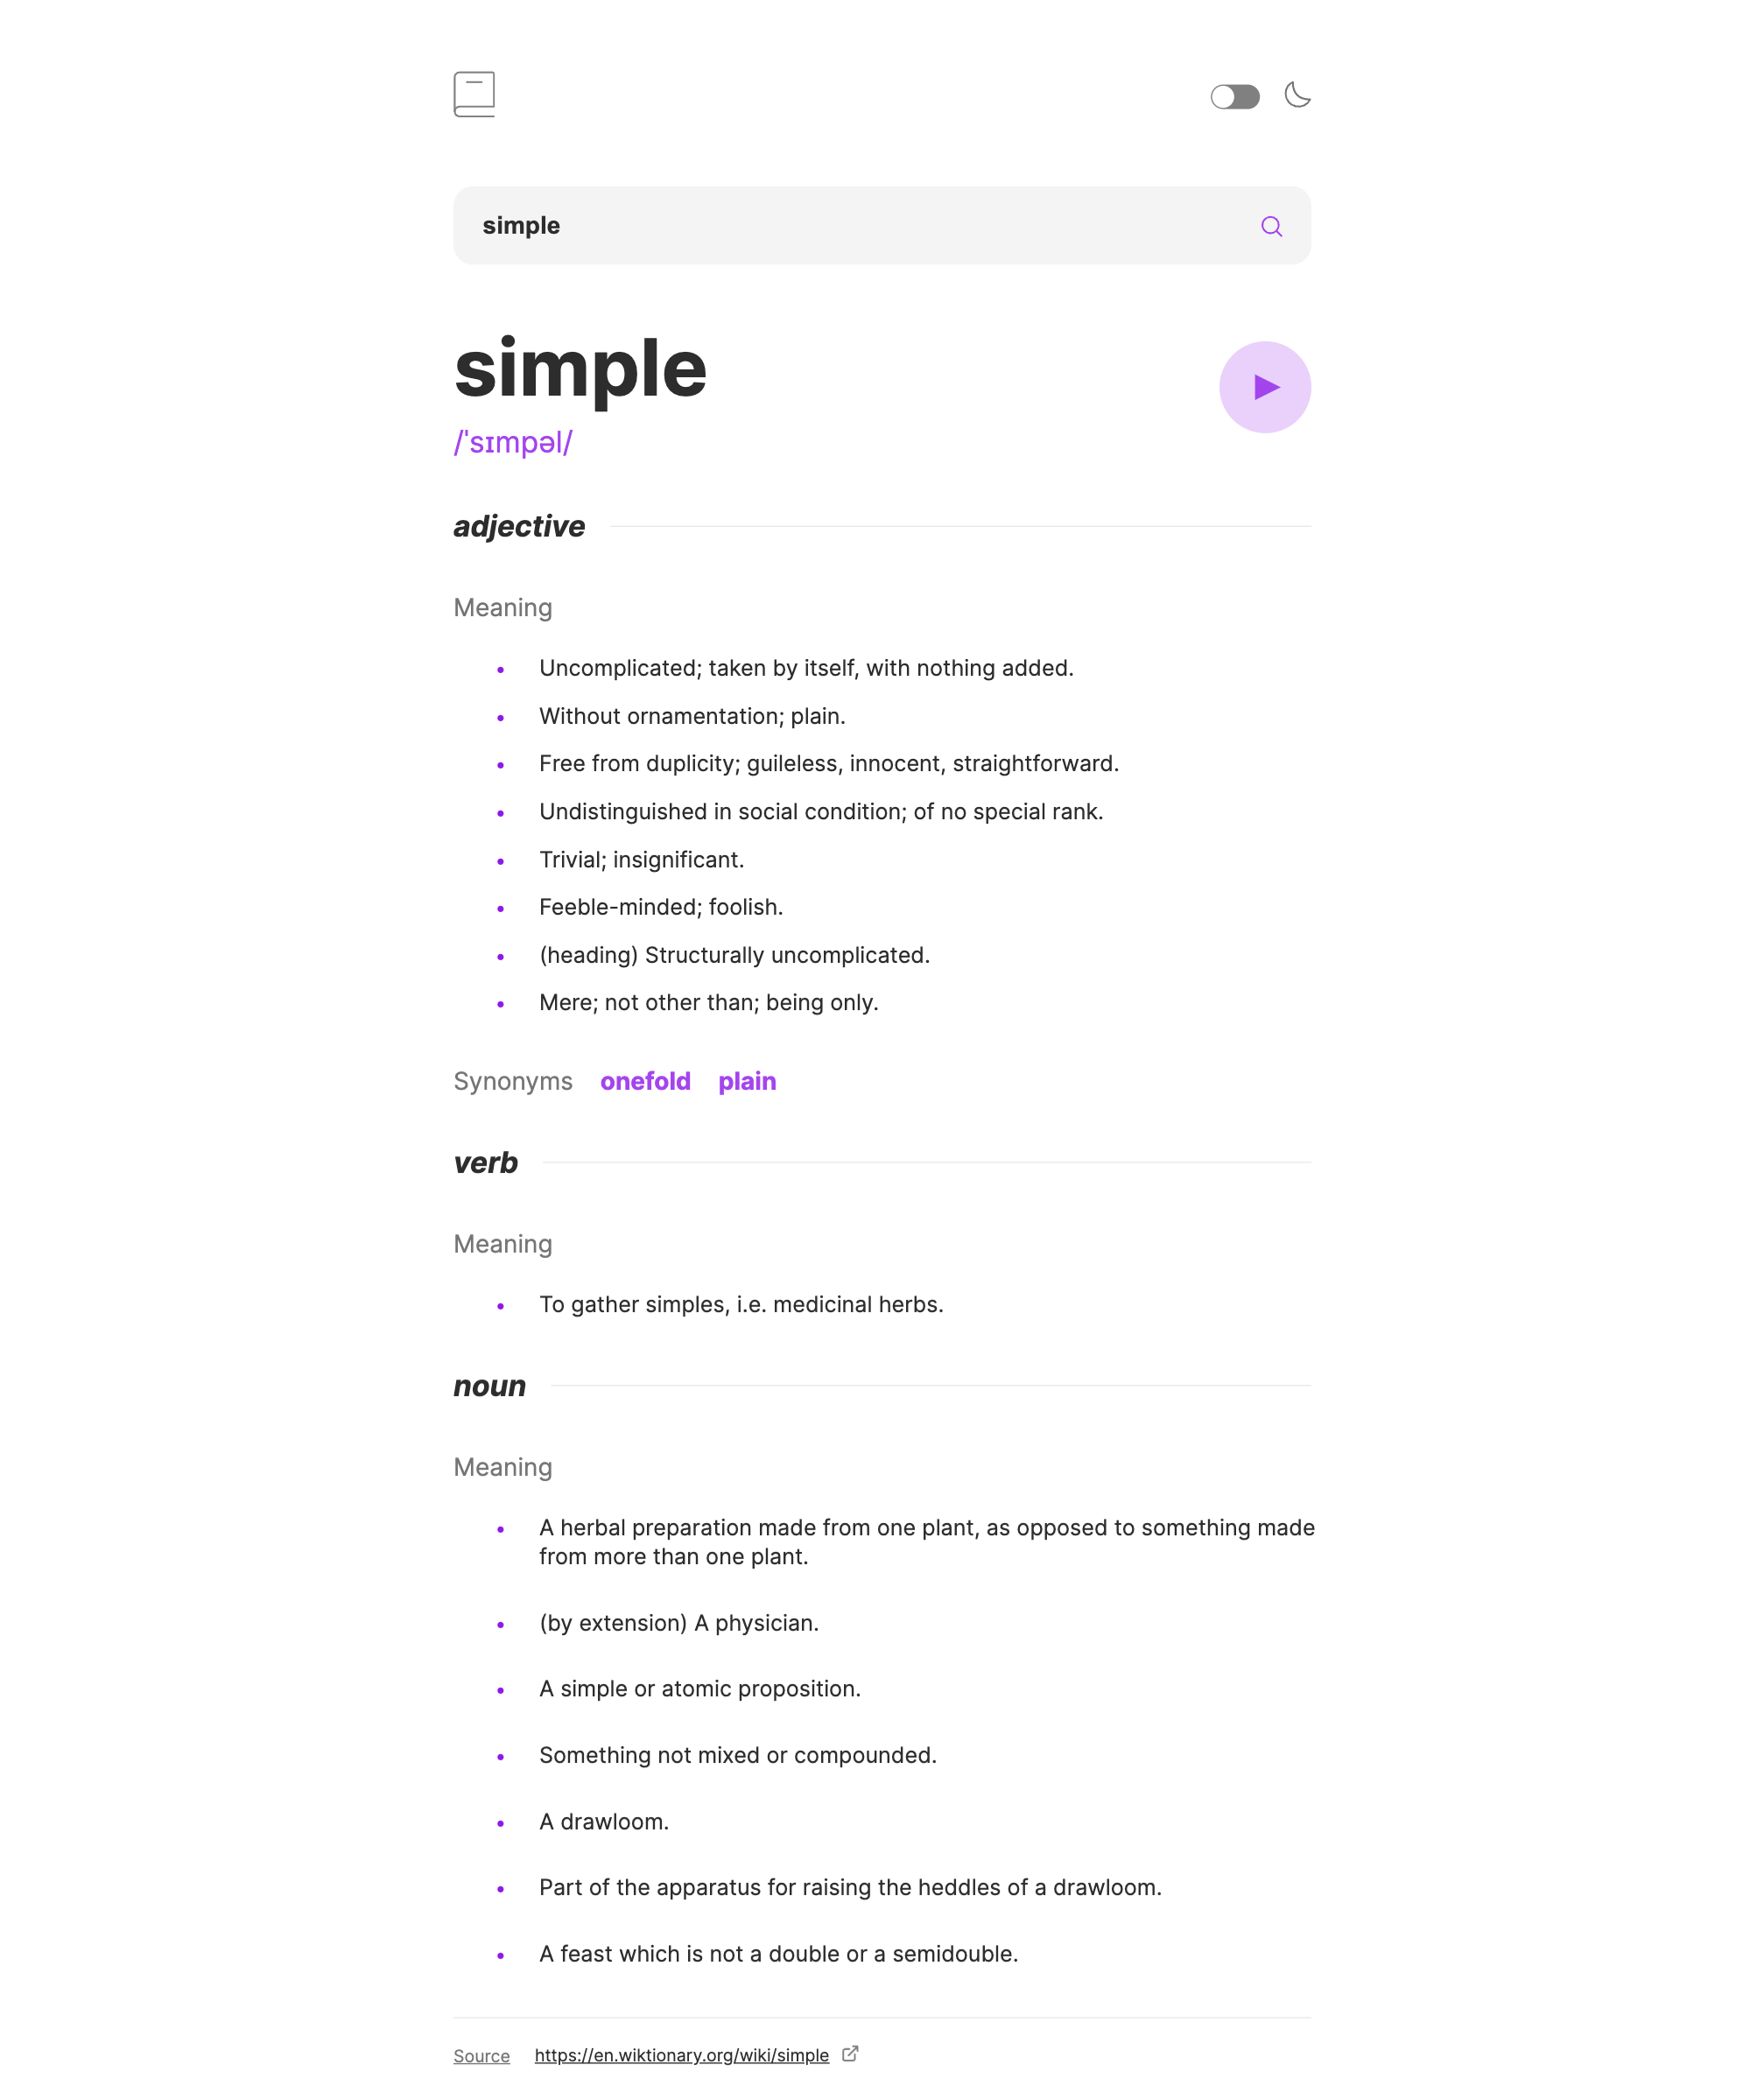 simple
simple
/ˈsɪmpəl/
adjective
Meaning
Uncomplicated; taken by itself, with nothing added.
Without ornamentation; plain.
Free from duplicity; guileless, innocent, straightforward.
Undistinguished in social condition; of no special rank.
Trivial; insignificant.
Feeble-minded; foolish.
(heading) Structurally uncomplicated.
Mere; not other than; being only.
Synonyms onefold plain
verb
Meaning
To gather simples, i.e. medicinal herbs.
noun
Meaning
A herbal preparation made from one plant, as opposed to something made
from more than one plant.
(by extension) A physician.
A simple or atomic proposition.
Something not mixed or compounded.
A drawloom.
Part of the apparatus for raising the heddles of a drawloom.
A feast which is not a double or a semidouble.
Source https://en.wiktionary.org/wiki/simple